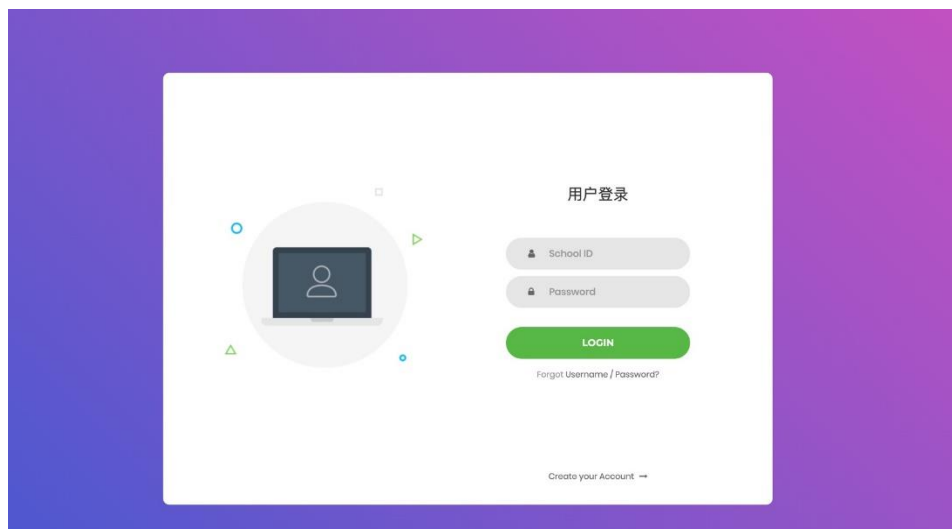 用户登录
School ID
Password
LOGIN
Forgot Username / Password?
Create your Account →